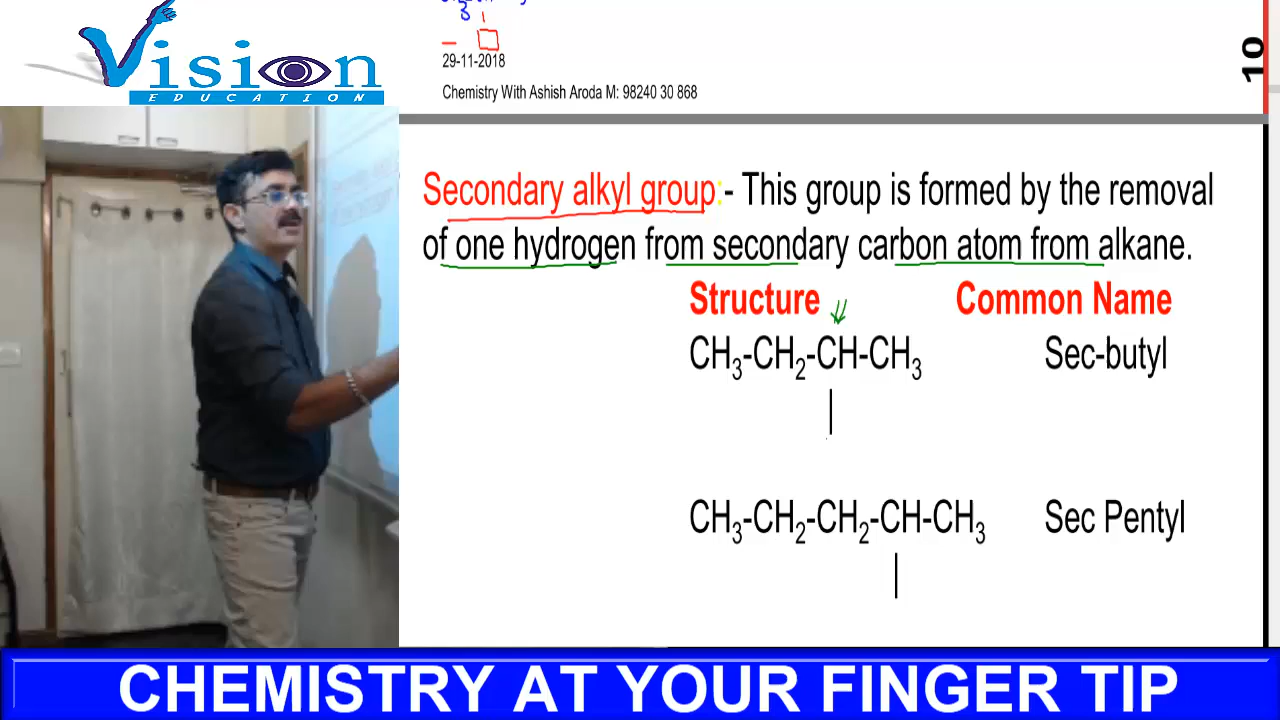 Vision
EDUCATION
29-11-2018
Chemistry With Ashish Aroda M: 98240 30 868
10
Secondary alkyl group:- This group is formed by the removal
of one hydrogen from secondary carbon atom from alkane.
Structure Common Name
CH3-CH2-CH-CH3 Sec-butyl
|
CH3-CH2-CH2-CH-CH3 Sec Pentyl
|
CHEMISTRY AT YOUR FINGER TIP